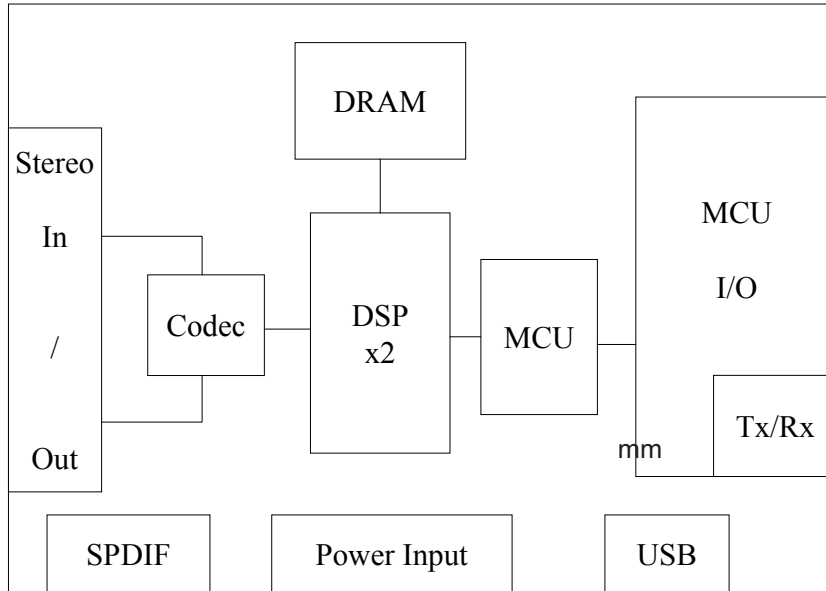 DRAM
Stereo
In
/
Out
Codec
DSP
x2
MCU
MCU
I/O
Tx/Rx
mm
SPDIF
Power Input
USB